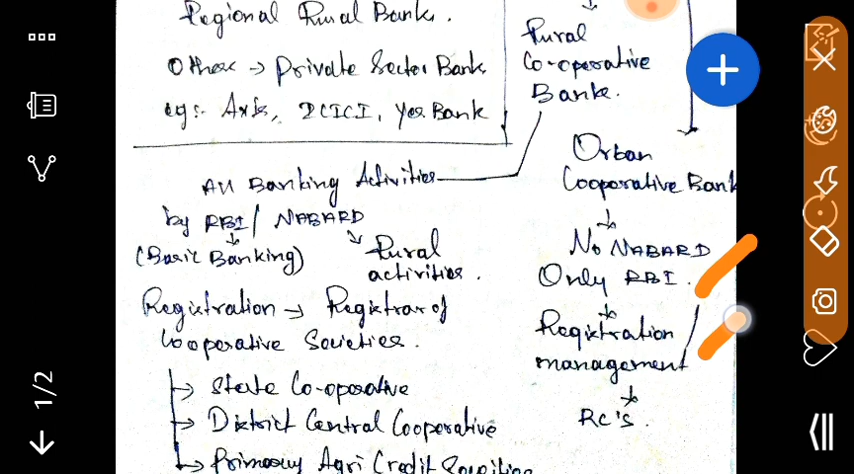 Regional Rural Bank.
Others → Private Sector Bank
eg:- Axis, ICICI, Yes Bank
Rural
Co-operative
Bank.
All Banking Activities
by RBI / NABARD
(Basic Banking)
Rural
activities.
Registration → Registrar of
Cooperative Societies.
→ State Co-operative
→ District Central Cooperative
→ Primary Agri Credit Societies
Urban
Cooperative Bank
No NABARD
Only RBI.
Registration
management
RC'S.
1/2